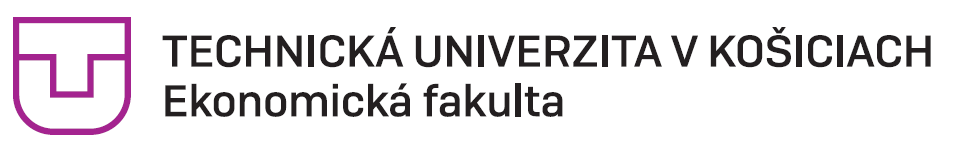 TECHNICKÁ UNIVERZITA V KOŠICIACH
Ekonomická fakulta